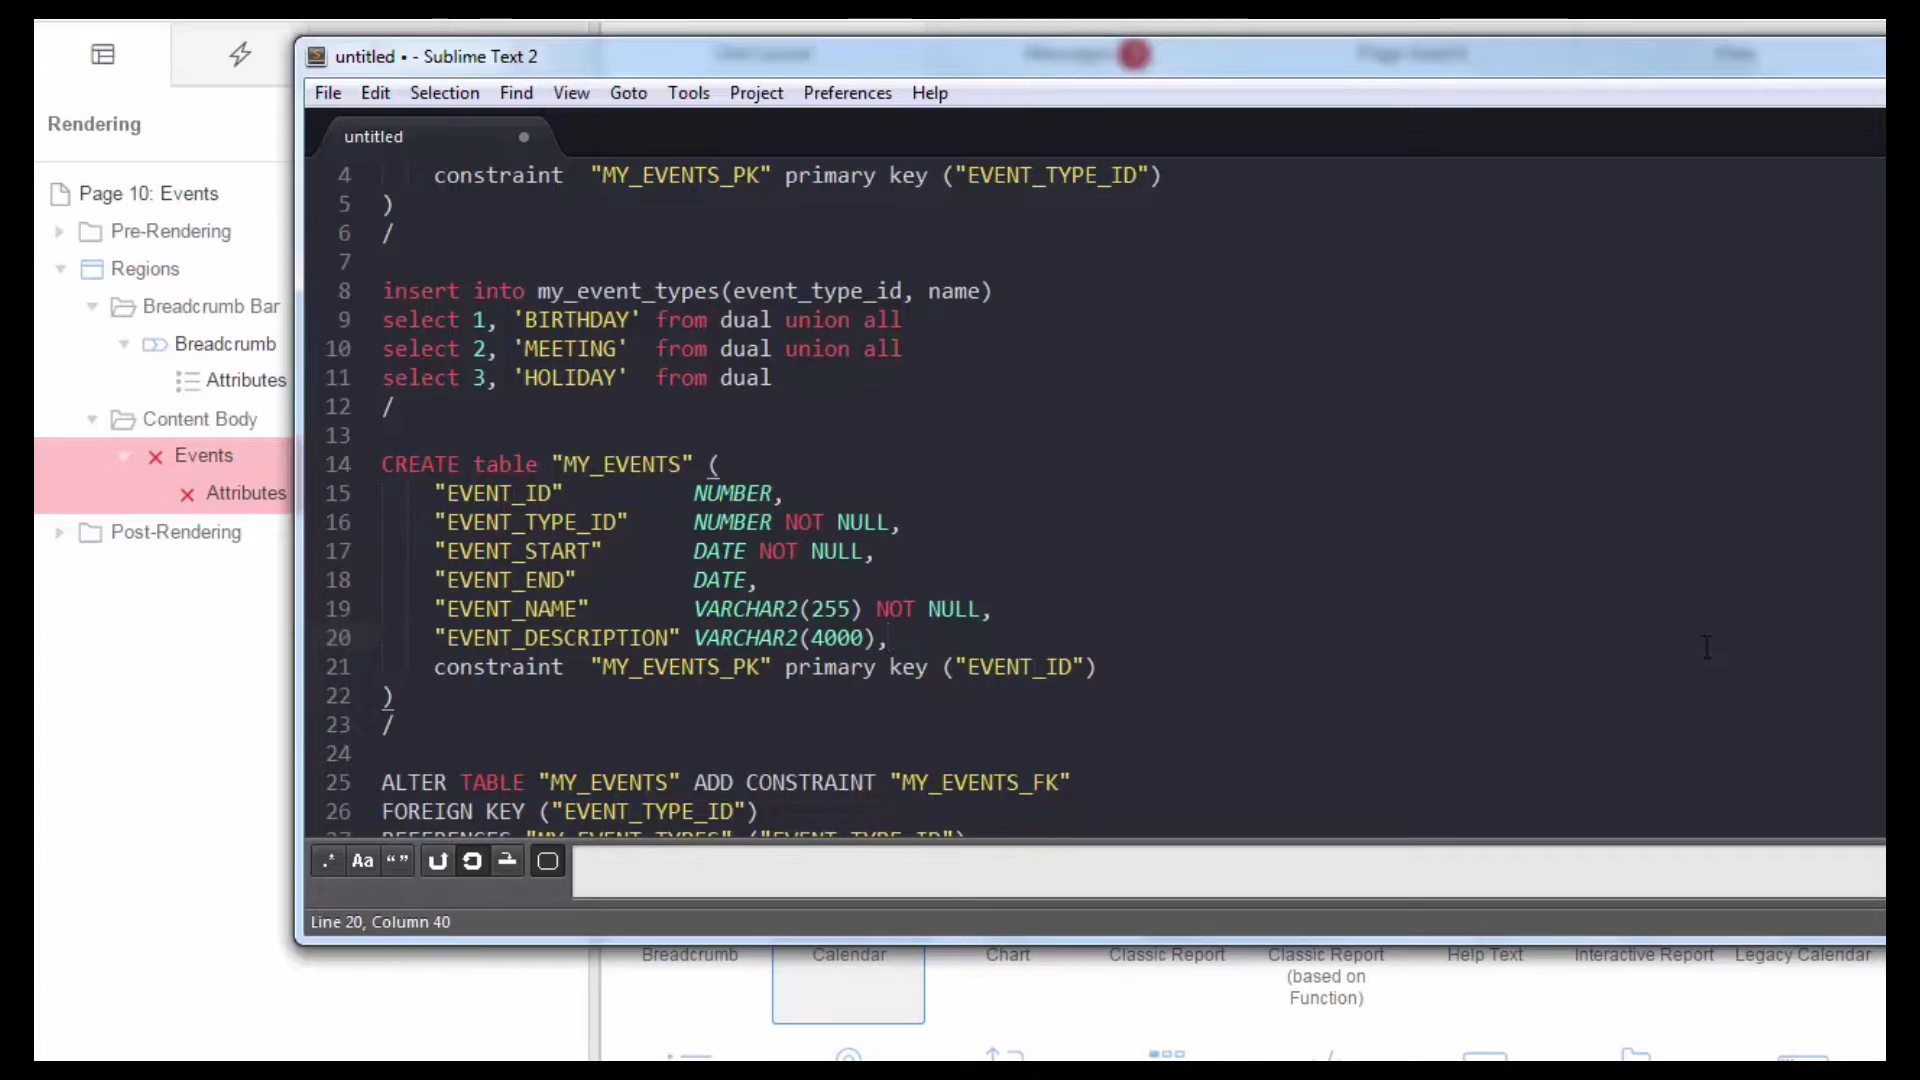 untitled • - Sublime Text 2
File Edit Selection Find View Goto Tools Project Preferences Help
untitled
Rendering
Page 10: Events
Pre-Rendering
Regions
Breadcrumb Bar
Breadcrumb
Attributes
Content Body
Events
Attributes
Post-Rendering
4 constraint "MY_EVENTS_PK" primary key ("EVENT_TYPE_ID")
5 )
6 /
7
8 insert into my_event_types(event_type_id, name)
9 select 1, 'BIRTHDAY' from dual union all
10 select 2, 'MEETING' from dual union all
11 select 3, 'HOLIDAY' from dual
12 /
13
14 CREATE table "MY_EVENTS" (
15 "EVENT_ID" NUMBER,
16 "EVENT_TYPE_ID" NUMBER NOT NULL,
17 "EVENT_START" DATE NOT NULL,
18 "EVENT_END" DATE,
19 "EVENT_NAME" VARCHAR2(255) NOT NULL,
20 "EVENT_DESCRIPTION" VARCHAR2(4000),
21 constraint "MY_EVENTS_PK" primary key ("EVENT_ID")
22 )
23 /
24
25 ALTER TABLE "MY_EVENTS" ADD CONSTRAINT "MY_EVENTS_FK"
26 FOREIGN KEY ("EVENT_TYPE_ID")
27 REFERENCES "MY_EVENT_TYPES" ("EVENT_TYPE_ID")
.* Aa “ ”
Line 20, Column 40
Breadcrumb Calendar Chart Classic Report Classic Report (based on Function) Help Text Interactive Report Legacy Calendar